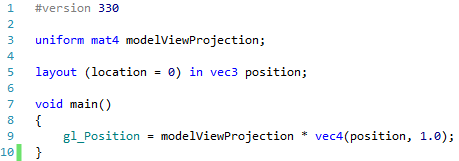 1 #version 330
2
3 uniform mat4 modelViewProjection;
4
5 layout (location = 0) in vec3 position;
6
7 void main()
8 {
9     gl_Position = modelViewProjection * vec4(position, 1.0);
10 }